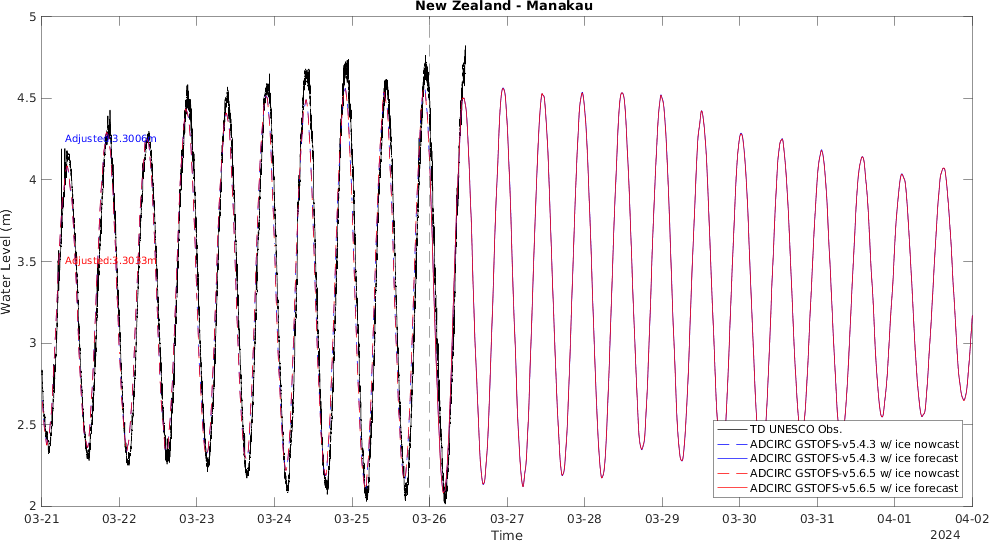 New Zealand - Manakau
5
4.5
4
3.5
3
2.5
2
Water Level (m)
Adjusted:3.3006m
Adjusted:3.3033m
TD UNESCO Obs.
ADCIRC GSTOFS-v5.4.3 w/ ice nowcast
ADCIRC GSTOFS-v5.4.3 w/ ice forecast
ADCIRC GSTOFS-v5.6.5 w/ ice nowcast
ADCIRC GSTOFS-v5.6.5 w/ ice forecast
03-21 03-22 03-23 03-24 03-25 03-26 03-27 03-28 03-29 03-30 03-31 04-01 04-02
Time
2024